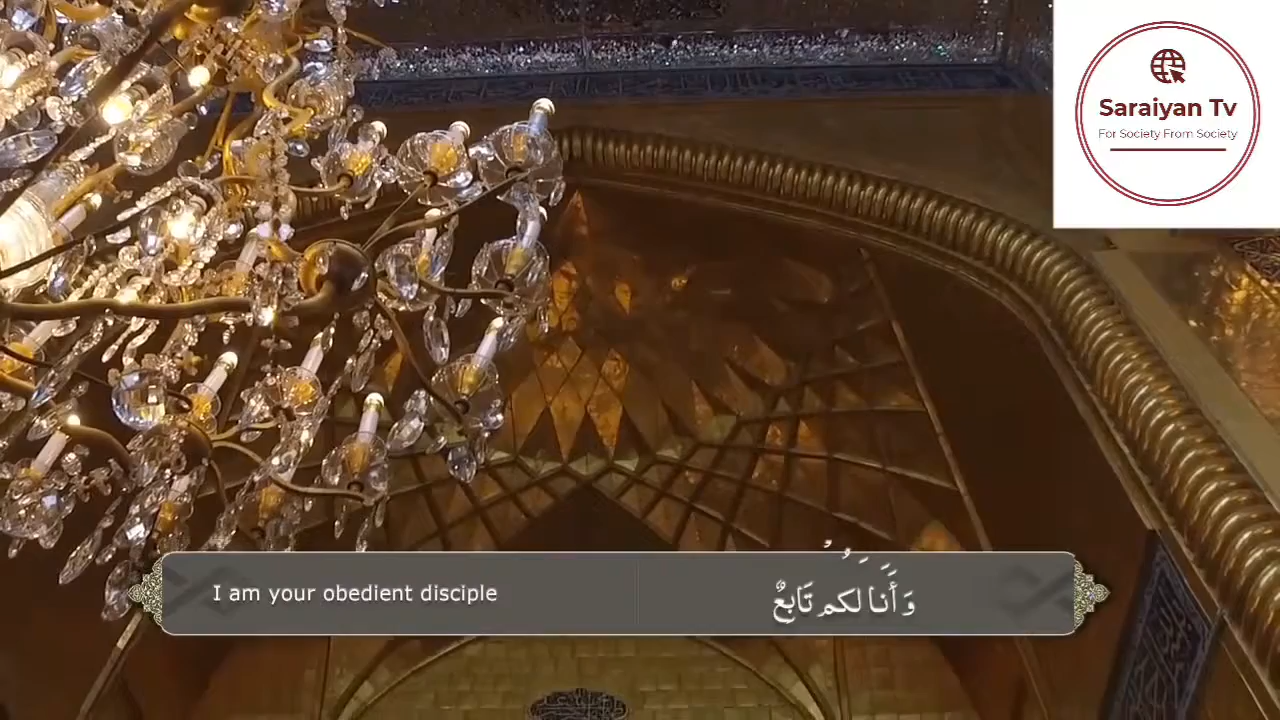 Saraiyan Tv
For Society From Society
I am your obedient disciple
وَأَنَا لَكُمْ تَابِعٌ